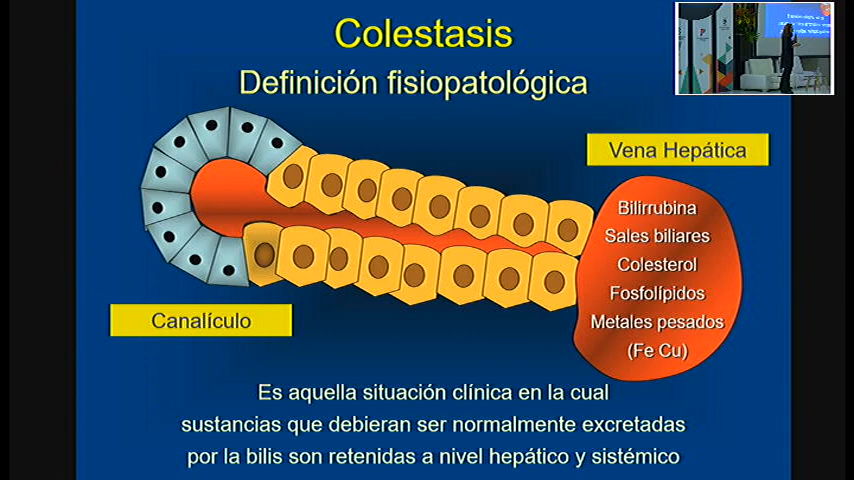 Colestasis
Definición fisiopatológica
Vena Hepática
Bilirrubina
Sales biliares
Colesterol
Fosfolípidos
Metales pesados
(Fe Cu)
Canalículo
Es aquella situación clínica en la cual
sustancias que debieran ser normalmente excretadas
por la bilis son retenidas a nivel hepático y sistémico